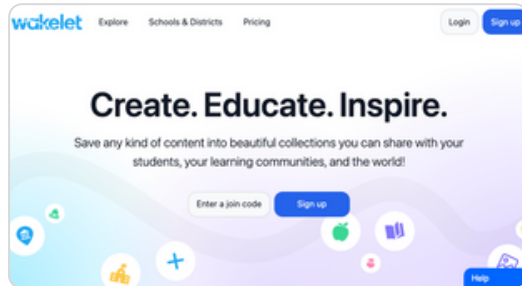 wakelet Explore Schools & Districts Pricing Login Sign up
Create. Educate. Inspire.
Save any kind of content into beautiful collections you can share with your
students, your learning communities, and the world!
Enter a join code Sign up
Help